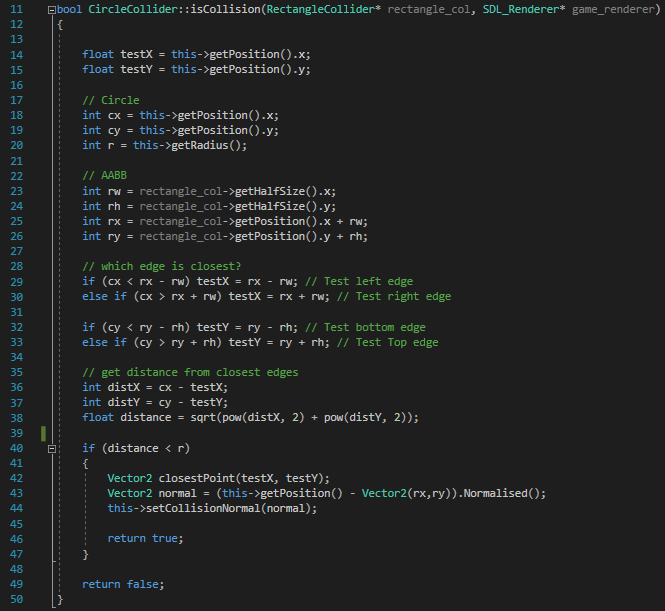 11 bool CircleCollider::isCollision(RectangleCollider* rectangle_col, SDL_Renderer* game_renderer)
12 {
13
14 float testX = this->getPosition().x;
15 float testY = this->getPosition().y;
16
17 // Circle
18 int cx = this->getPosition().x;
19 int cy = this->getPosition().y;
20 int r = this->getRadius();
21
22 // AABB
23 int rw = rectangle_col->getHalfSize().x;
24 int rh = rectangle_col->getHalfSize().y;
25 int rx = rectangle_col->getPosition().x + rw;
26 int ry = rectangle_col->getPosition().y + rh;
27
28 // which edge is closest?
29 if (cx < rx - rw) testX = rx - rw; // Test left edge
30 else if (cx > rx + rw) testX = rx + rw; // Test right edge
31
32 if (cy < ry - rh) testY = ry - rh; // Test bottom edge
33 else if (cy > ry + rh) testY = ry + rh; // Test Top edge
34
35 // get distance from closest edges
36 int distX = cx - testX;
37 int distY = cy - testY;
38 float distance = sqrt(pow(distX, 2) + pow(distY, 2));
39
40 if (distance < r)
41 {
42 Vector2 closestPoint(testX, testY);
43 Vector2 normal = (this->getPosition() - Vector2(rx,ry)).Normalised();
44 this->setCollisionNormal(normal);
45
46 return true;
47 }
48
49 return false;
50 }